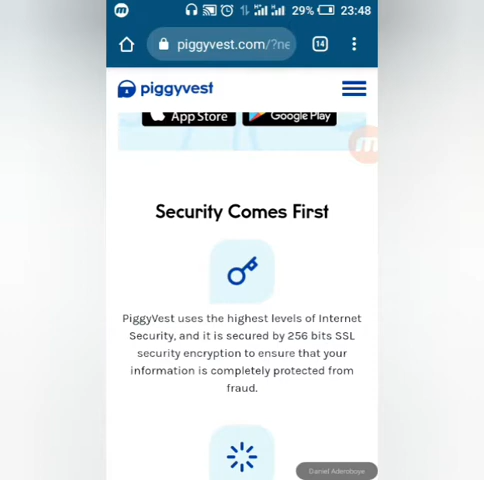 29% 23:48
piggyvest.com/?ne
14
piggyvest
App Store
Google Play
Security Comes First
PiggyVest uses the highest levels of Internet
Security, and it is secured by 256 bits SSL
security encryption to ensure that your
information is completely protected from
fraud.
Daniel Aderoboye